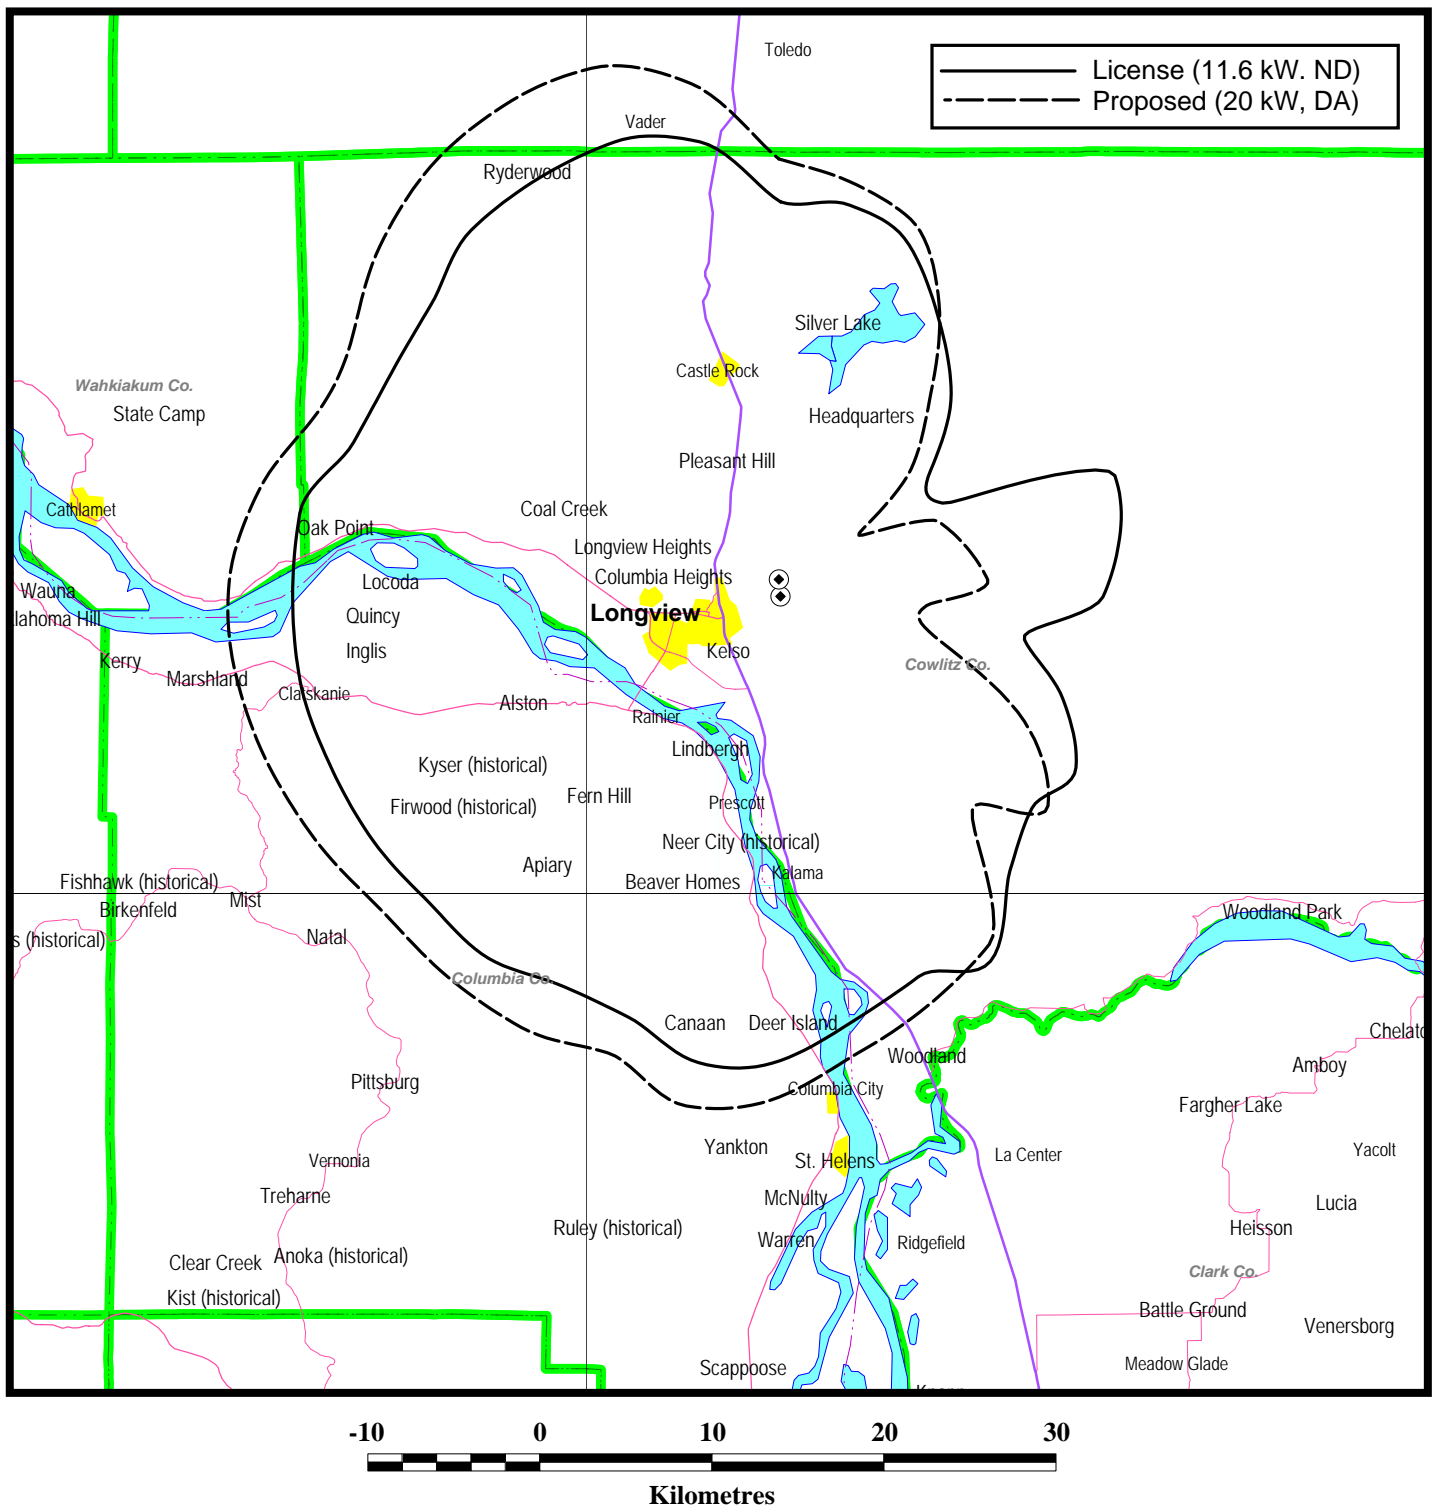 Toledo
License (11.6 kW. ND)
Proposed (20 kW, DA)
Vader
Ryderwood
Silver Lake
Castle Rock
Wahkiakum Co.
State Camp
Headquarters
Pleasant Hill
Cathlamet
Coal Creek
Oak Point
Longview Heights
Columbia Heights
Locoda
Wauna
lahoma Hill
Quincy
Longview
Inglis
Kelso
Kerry
Cowlitz Co.
Marshland
Clatskanie
Alston
Rainier
Lindbergh
Kyser (historical)
Fern Hill
Firwood (historical)
Prescott
Neer City (historical)
Apiary
Kalama
Fishhawk (historical)
Beaver Homes
Mist
Birkenfeld
Woodland Park
s (historical)
Natal
Columbia Co.
Canaan
Deer Island
Chelatc
Woodland
Amboy
Pittsburg
Columbia City
Fargher Lake
Yankton
Yacolt
La Center
Vernonia
St. Helens
Treharne
McNulty
Lucia
Ruley (historical)
Heisson
Warren
Ridgefield
Clear Creek
Anoka (historical)
Clark Co.
Kist (historical)
Battle Ground
Venersborg
Scappoose
Meadow Glade
-10 0 10 20 30
Kilometres